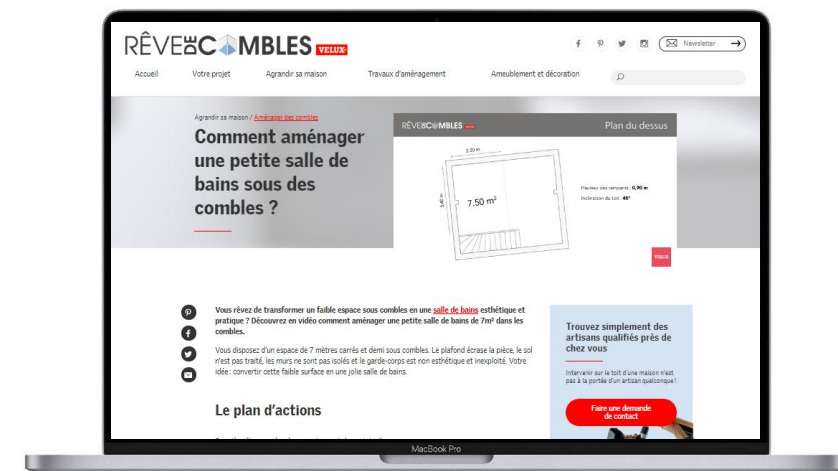 RÊVE DE COMBLES VELUX
Newsletter
Accueil Votre projet Agrandir sa maison Travaux d'aménagement Ameublement et décoration
Agrandir sa maison / Aménager des combles
Comment aménager
une petite salle de
bains sous des
combles ?
RÊVE DE COMBLES
Plan du dessus
2.20 m
7.50 m²
Hauteur des rampants : 0,90 m
Inclinaison du toit : 40°
VELUX
Vous rêvez de transformer un faible espace sous combles en une salle de bains esthétique et
pratique ? Découvrez en vidéo comment aménager une petite salle de bains de 7m² dans les
combles.
Vous disposez d'un espace de 7 mètres carrés et demi sous combles. Le plafond écrase la pièce, le sol
n'est pas traité, les murs ne sont pas isolés et le garde-corps est non esthétique et inexploité. Votre
idée : convertir cette faible surface en une jolie salle de bains.
Le plan d'actions
Trouvez simplement des
artisans qualifiés près de
chez vous
Intervenir sur le toit d'une maison n'est
pas à la portée d'un artisan quelconque !
Faire une demande
de contact
MacBook Pro